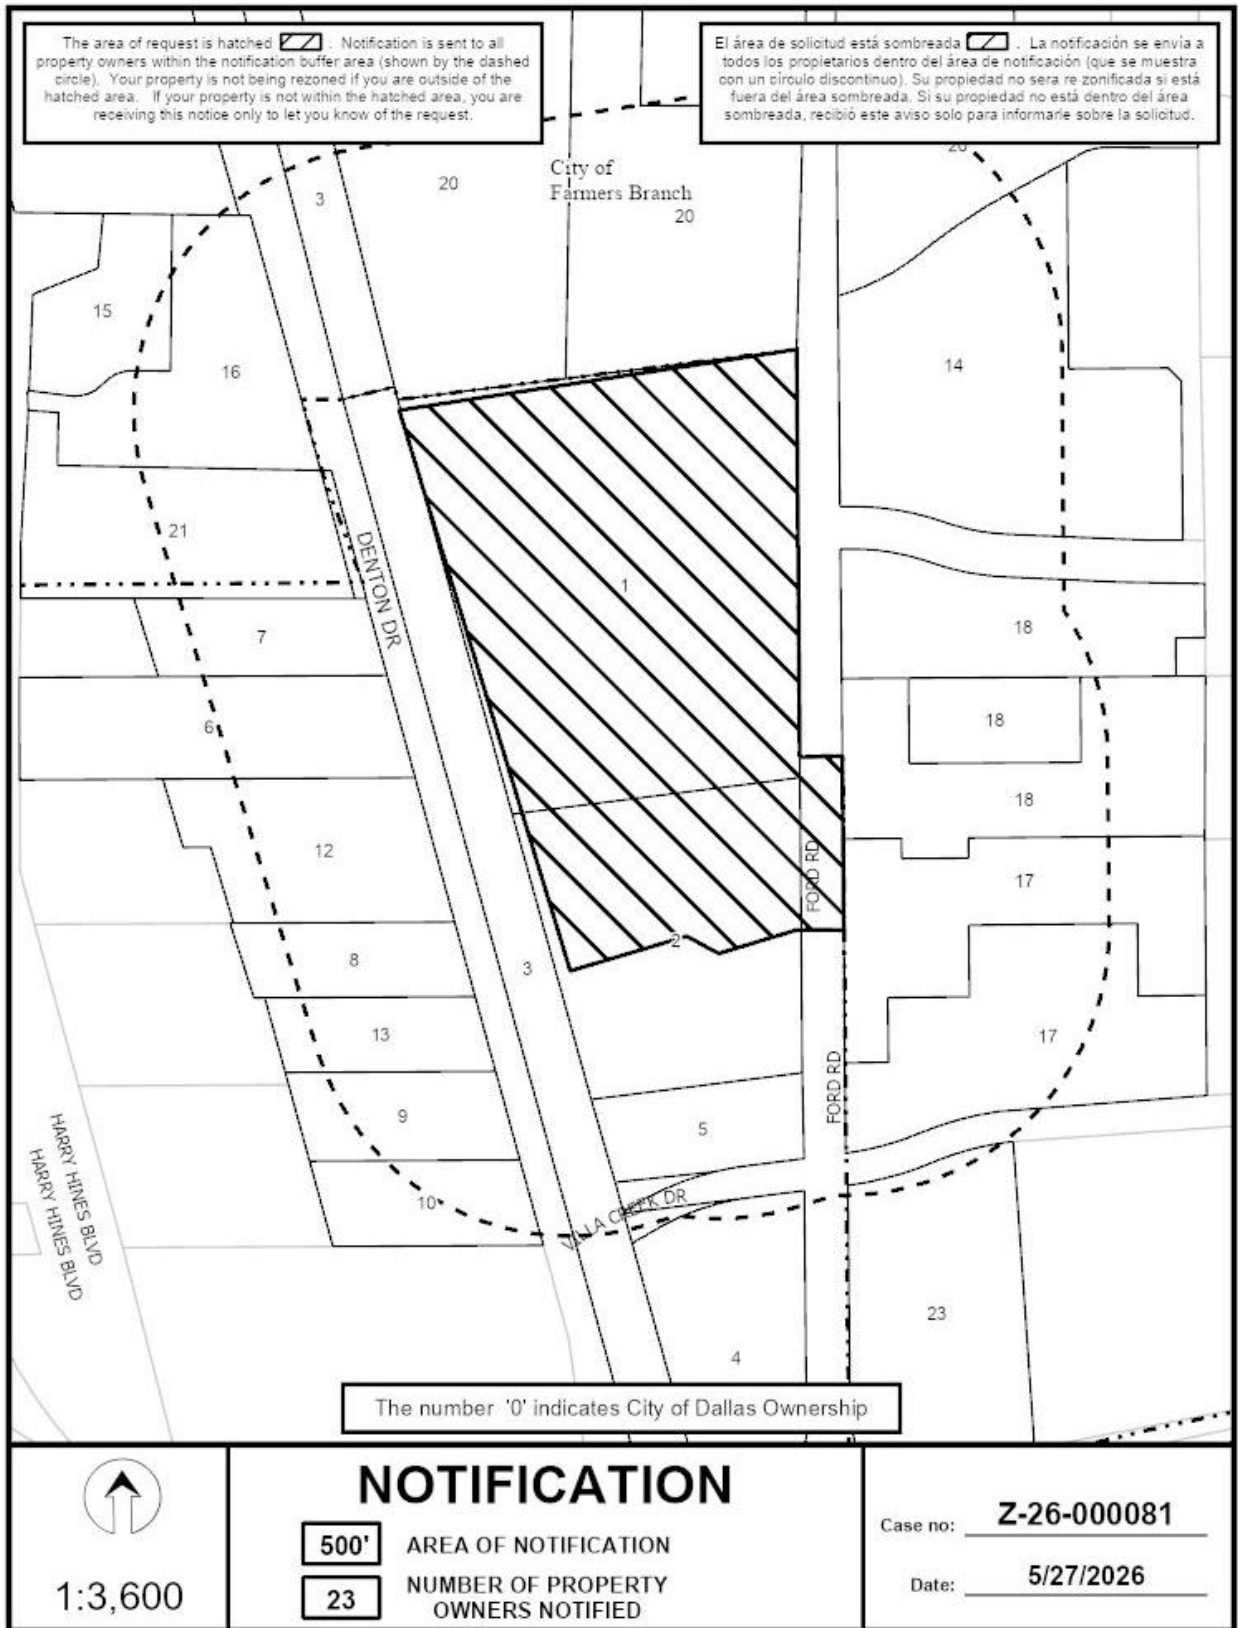 The area of request is hatched . Notification is sent to all
property owners within the notification buffer area (shown by the dashed
circle). Your property is not being rezoned if you are outside of the
hatched area. If your property is not within the hatched area, you are
receiving this notice only to let you know of the request.
El área de solicitud está sombreada . La notificación se envía a
todos los propietarios dentro del área de notificación (que se muestra
con un círculo discontinuo). Su propiedad no sera re zonificada si está
fuera del área sombreada. Si su propiedad no está dentro del área
sombreada, recibió este aviso solo para informarle sobre la solicitud.
20
City of
Farmers Branch
3
20
20
15
16
14
21
DENTON DR
1
7
18
6
18
18
12
FORD RD
17
2
8
3
13
17
FORD RD
9
5
HARRY HINES BLVD
HARRY HINES BLVD
10
VILLA CREEK DR
23
4
The number '0' indicates City of Dallas Ownership
1:3,600
NOTIFICATION
500' AREA OF NOTIFICATION
23 NUMBER OF PROPERTY
OWNERS NOTIFIED
Case no: Z-26-000081
Date: 5/27/2026